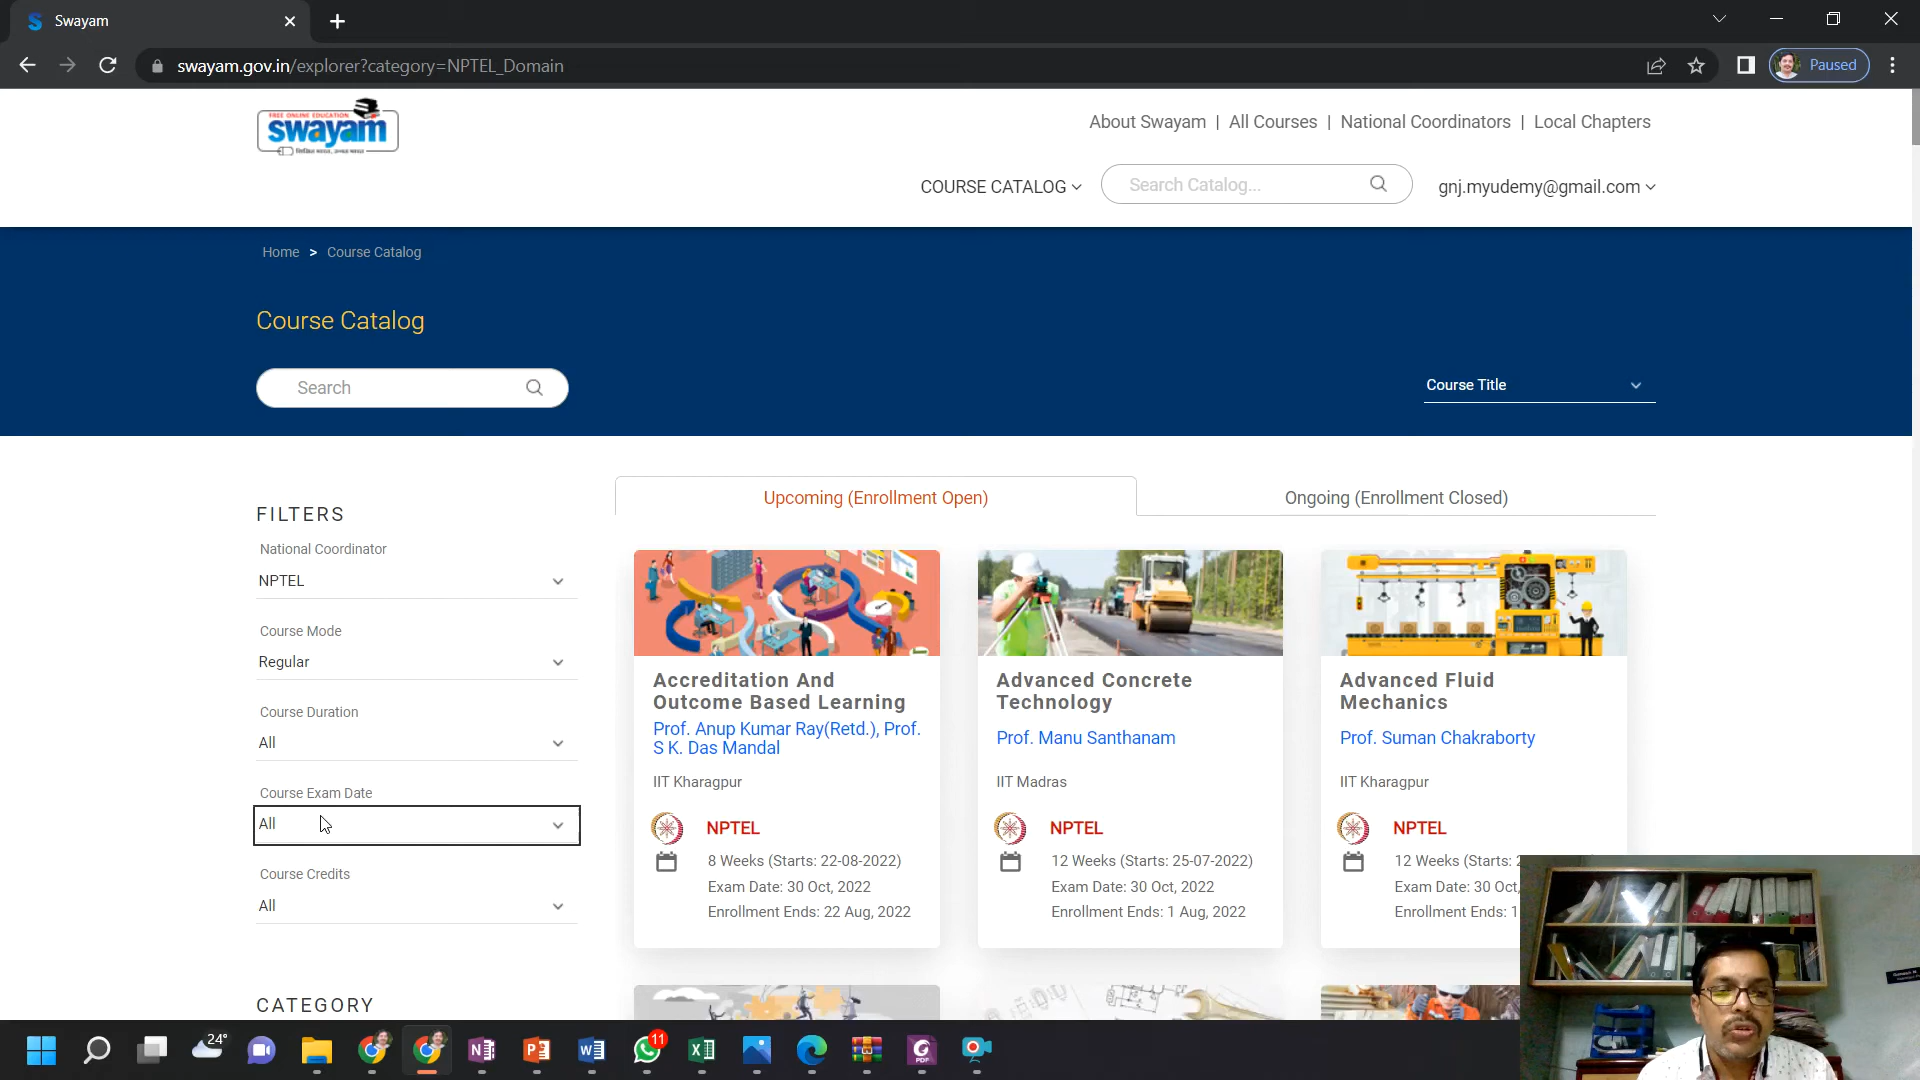 Swayam
swayam.gov.in/explorer?category=NPTEL_Domain
Paused
FREE ONLINE EDUCATION
swayam
About Swayam | All Courses | National Coordinators | Local Chapters
COURSE CATALOG
Search Catalog...
gnj.myudemy@gmail.com
Home > Course Catalog
Course Catalog
Search
Course Title
FILTERS
National Coordinator
NPTEL
Course Mode
Regular
Course Duration
All
Course Exam Date
All
Course Credits
All
CATEGORY
Upcoming (Enrollment Open)
Ongoing (Enrollment Closed)
Accreditation And
Outcome Based Learning
Prof. Anup Kumar Ray(Retd.), Prof.
S K. Das Mandal
IIT Kharagpur
NPTEL
8 Weeks (Starts: 22-08-2022)
Exam Date: 30 Oct, 2022
Enrollment Ends: 22 Aug, 2022
Advanced Concrete
Technology
Prof. Manu Santhanam
IIT Madras
NPTEL
12 Weeks (Starts: 25-07-2022)
Exam Date: 30 Oct, 2022
Enrollment Ends: 1 Aug, 2022
Advanced Fluid
Mechanics
Prof. Suman Chakraborty
IIT Kharagpur
NPTEL
12 Weeks (Starts: 2
Exam Date: 30 Oct,
Enrollment Ends: 1
24°
11
PDF